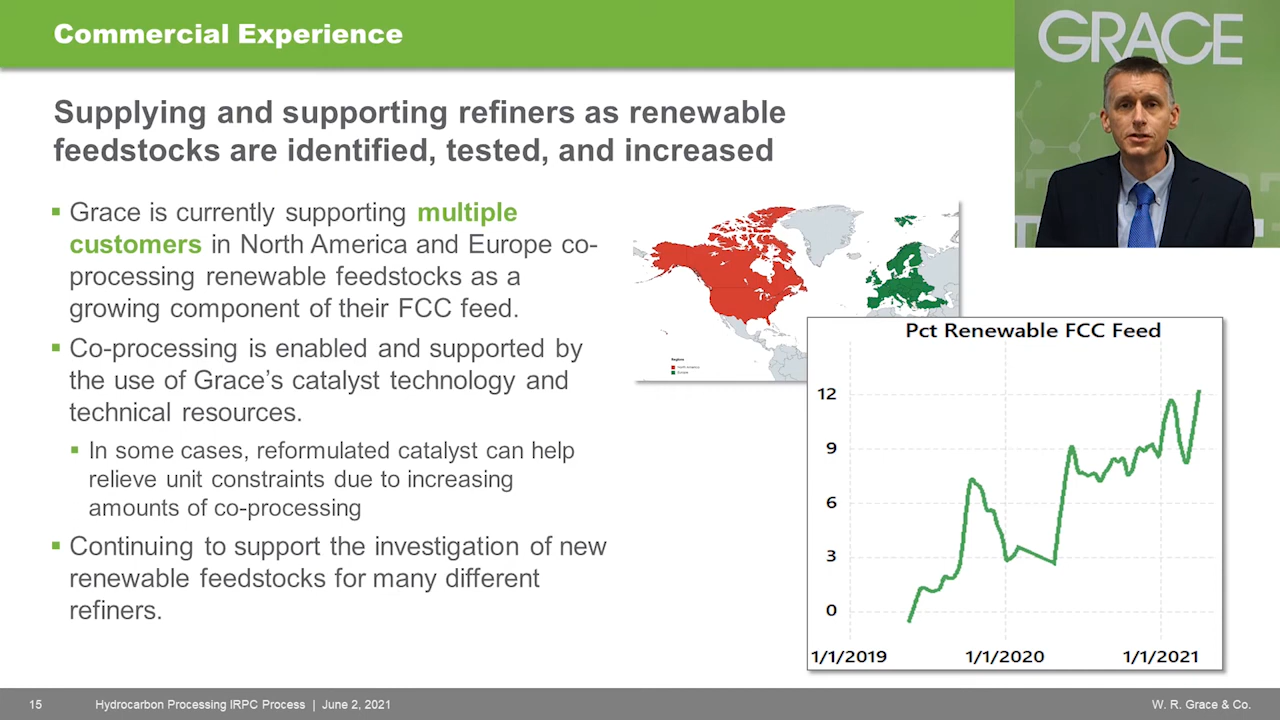 Commercial Experience
GRACE
Supplying and supporting refiners as renewable
feedstocks are identified, tested, and increased
▪ Grace is currently supporting multiple
customers in North America and Europe co-
processing renewable feedstocks as a
growing component of their FCC feed.
▪ Co-processing is enabled and supported by
the use of Grace’s catalyst technology and
technical resources.
▪ In some cases, reformulated catalyst can help
relieve unit constraints due to increasing
amounts of co-processing
▪ Continuing to support the investigation of new
renewable feedstocks for many different
refiners.
Regions
North America
Europe
Pct Renewable FCC Feed
12
9
6
3
0
1/1/2019 1/1/2020 1/1/2021
15 Hydrocarbon Processing IRPC Process | June 2, 2021 W. R. Grace & Co.